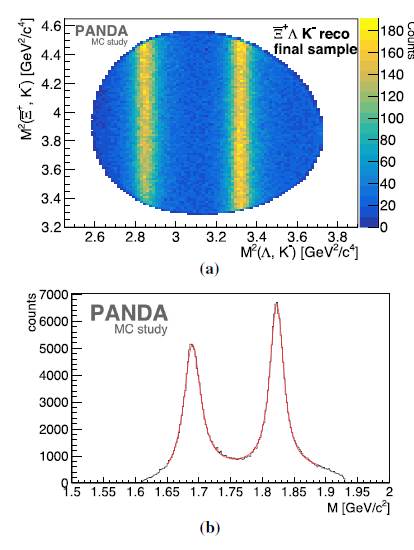 PANDA
MC study
Ξ̅⁺ Λ K⁻ reco
final sample
Counts
M²(Ξ̅⁺, K⁻) [GeV²/c⁴]
4.6
4.4
4.2
4
3.8
3.6
3.4
3.2
180
160
140
120
100
80
60
40
20
0
2.6 2.8 3 3.2 3.4 3.6 3.8
M²(Λ, K⁻) [GeV²/c⁴]
(a)
counts
7000
6000
5000
4000
3000
2000
1000
0
PANDA
MC study
1.5 1.55 1.6 1.65 1.7 1.75 1.8 1.85 1.9 1.95 2
M [GeV/c²]
(b)